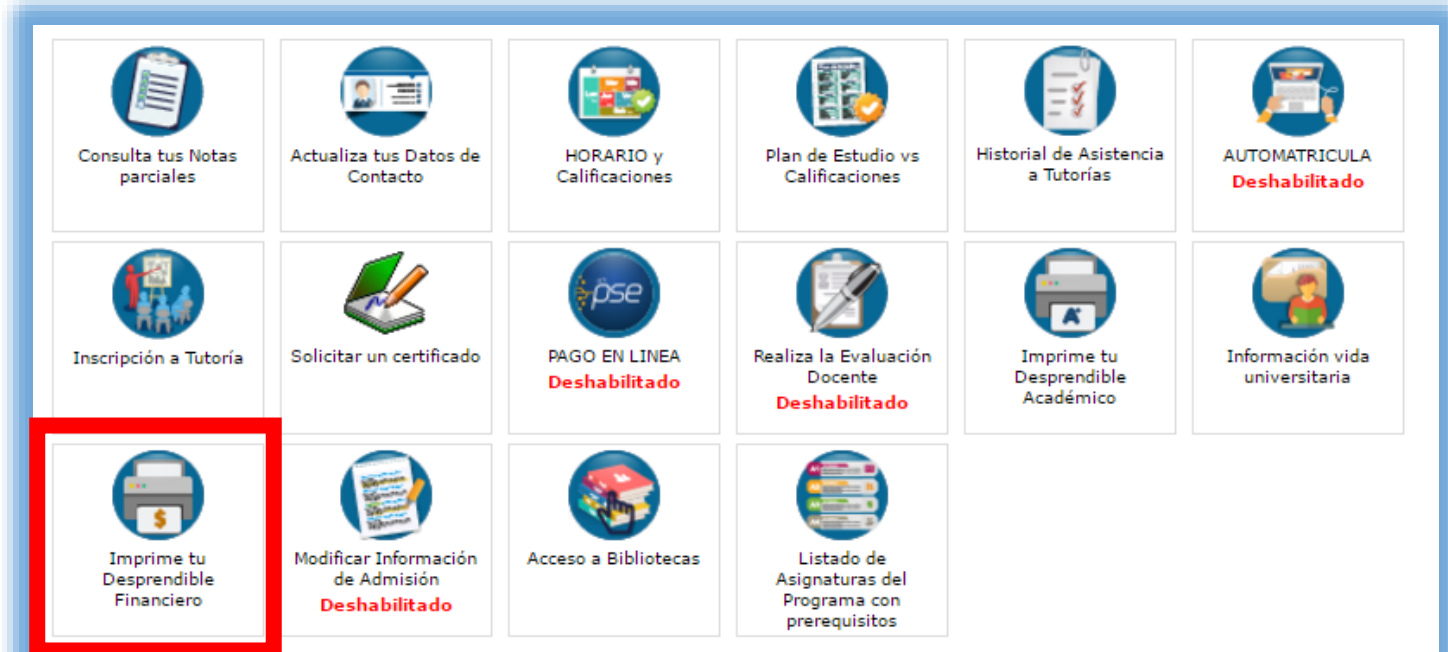 Consulta tus Notas
parciales
Actualiza tus Datos de
Contacto
HORARIO y
Calificaciones
Plan de Estudio vs
Calificaciones
Historial de Asistencia
a Tutorías
AUTOMATRICULA
Deshabilitado
Inscripción a Tutoría
Solicitar un certificado
pse
PAGO EN LINEA
Deshabilitado
Realiza la Evaluación
Docente
Deshabilitado
A+
Imprime tu
Desprendible
Académico
Información vida
universitaria
$
Imprime tu
Desprendible
Financiero
Modificar Información
de Admisión
Deshabilitado
Acceso a Bibliotecas
Listado de
Asignaturas del
Programa con
prerequisitos